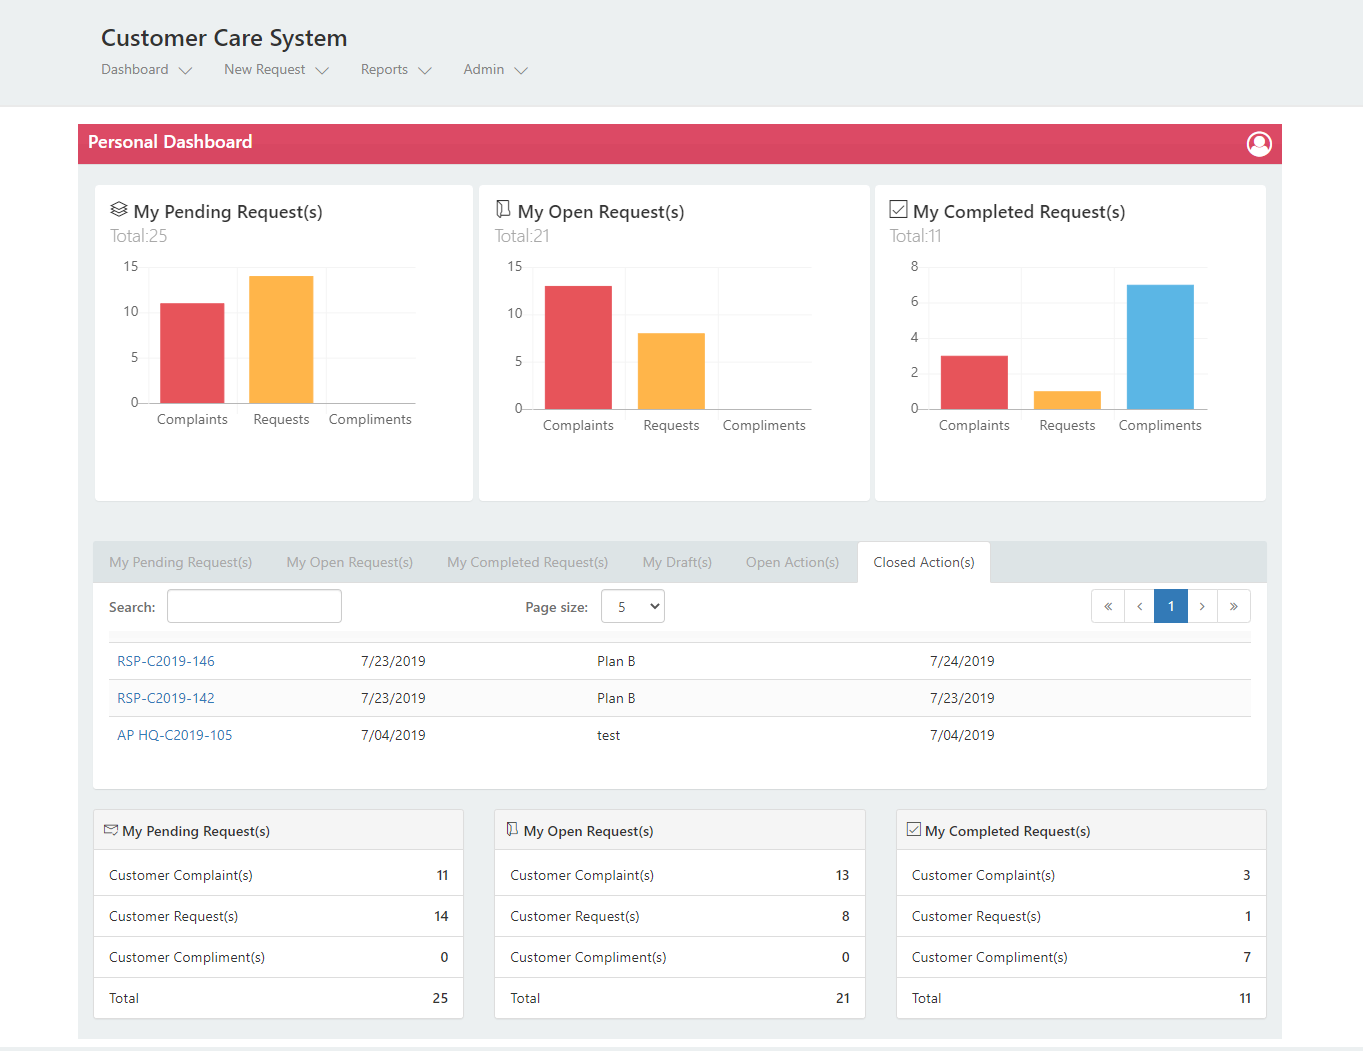 Customer Care System
Dashboard New Request Reports Admin
Personal Dashboard
My Pending Request(s)
Total:25
15
10
5
0
Complaints Requests Compliments
My Open Request(s)
Total:21
15
10
5
0
Complaints Requests Compliments
My Completed Request(s)
Total:11
8
6
4
2
0
Complaints Requests Compliments
My Pending Request(s) My Open Request(s) My Completed Request(s) My Draft(s) Open Action(s) Closed Action(s)
Search: Page size: 5 « ‹ 1 › »
RSP-C2019-146 7/23/2019 Plan B 7/24/2019
RSP-C2019-142 7/23/2019 Plan B 7/23/2019
AP HQ-C2019-105 7/04/2019 test 7/04/2019
My Pending Request(s)
Customer Complaint(s) 11
Customer Request(s) 14
Customer Compliment(s) 0
Total 25
My Open Request(s)
Customer Complaint(s) 13
Customer Request(s) 8
Customer Compliment(s) 0
Total 21
My Completed Request(s)
Customer Complaint(s) 3
Customer Request(s) 1
Customer Compliment(s) 7
Total 11